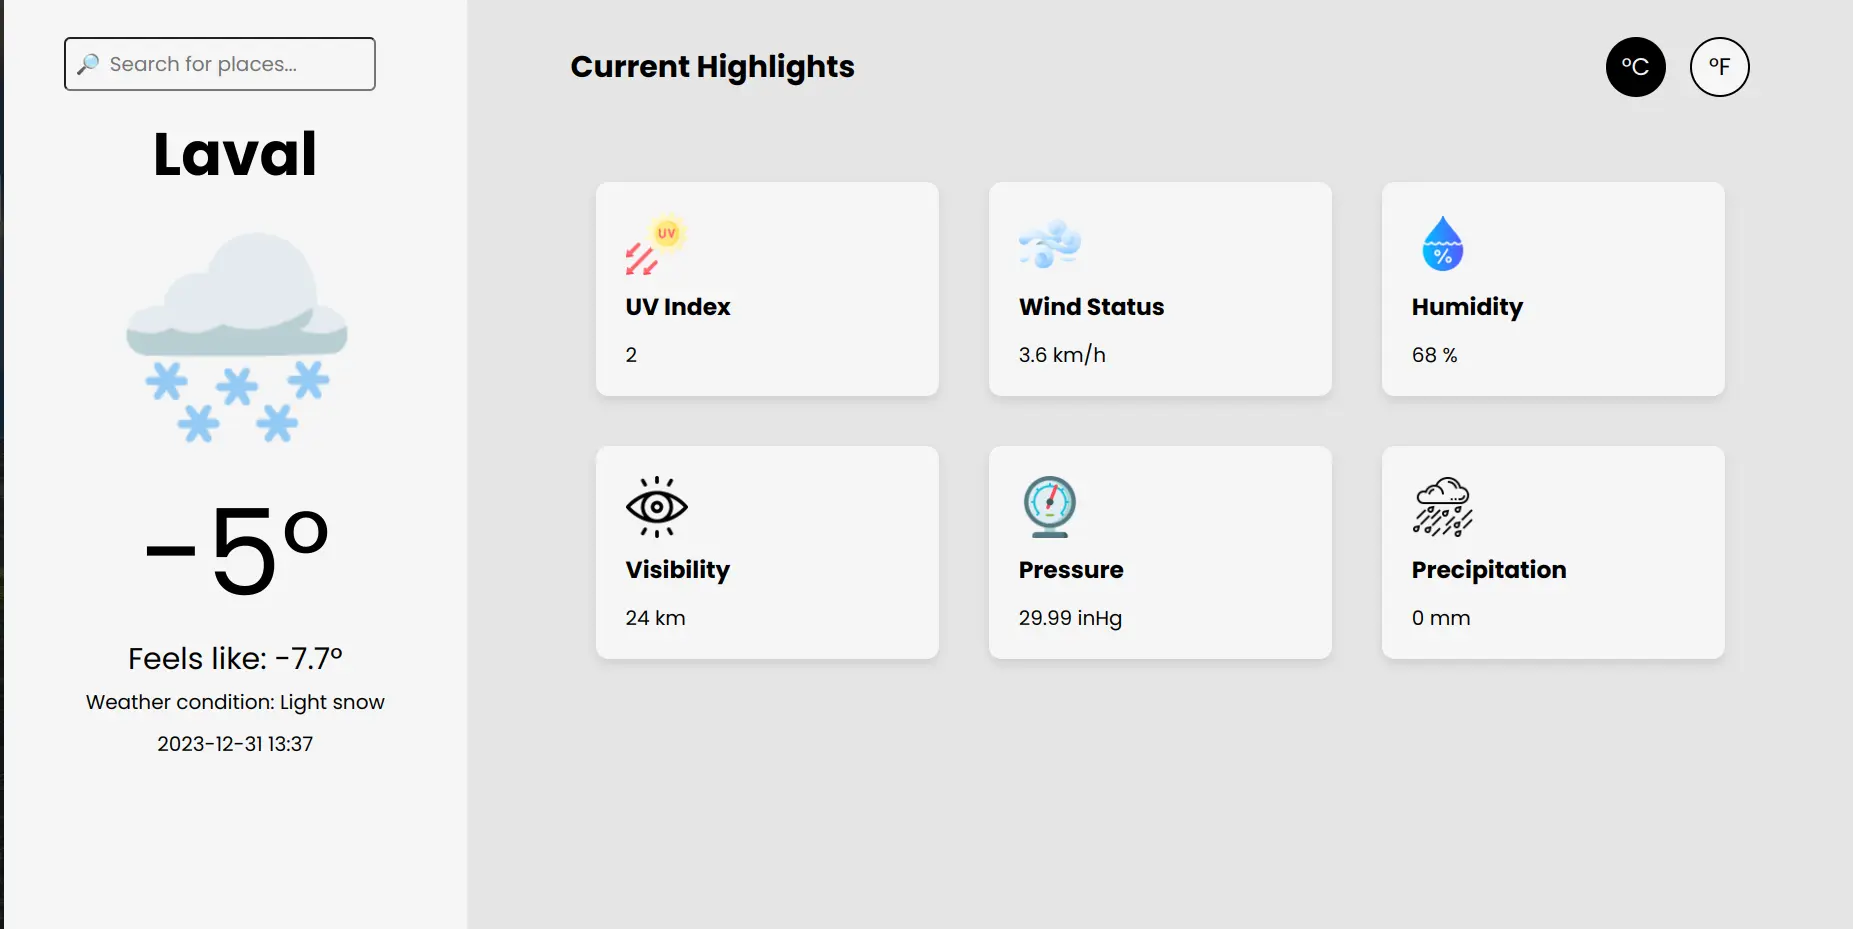 🔎 Search for places...
Laval
-5°
Feels like: -7.7°
Weather condition: Light snow
2023-12-31 13:37
Current Highlights
°C °F
UV
UV Index
2
Wind Status
3.6 km/h
%
Humidity
68 %
Visibility
24 km
Pressure
29.99 inHg
Precipitation
0 mm